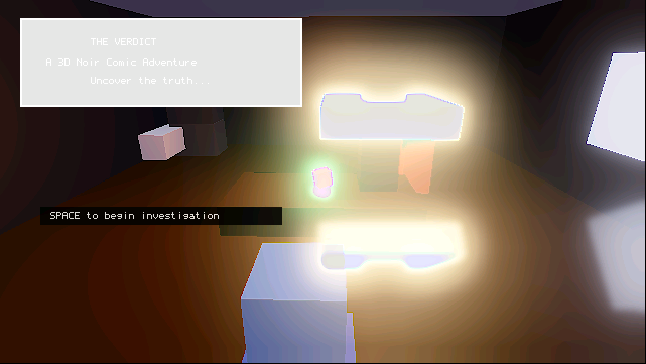 THE VERDICT
A 3D Noir Comic Adventure
Uncover the truth...
SPACE to begin investigation